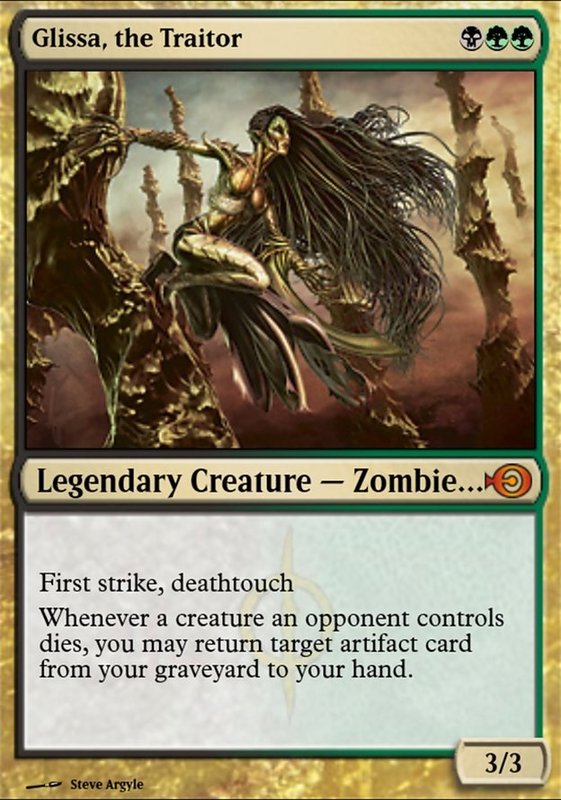 Glissa, the Traitor
Legendary Creature — Zombie...
First strike, deathtouch
Whenever a creature an opponent controls
dies, you may return target artifact card
from your graveyard to your hand.
3/3
Steve Argyle